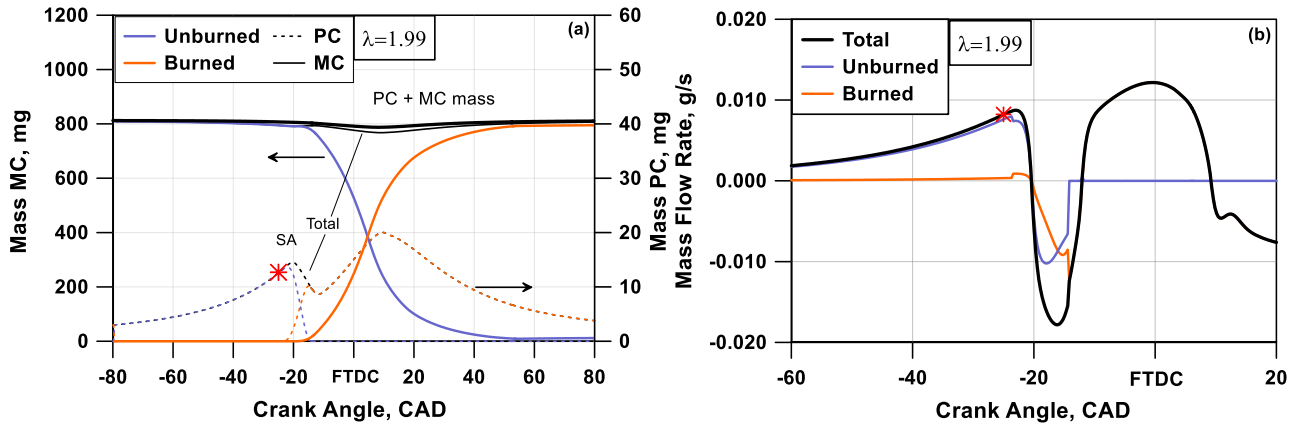 1200
1000
800
600
400
200
0
Mass MC, mg
Unburned
Burned
PC
MC
λ=1.99
(a)
PC + MC mass
SA
Total
60
50
40
30
20
10
0
Mass PC, mg
-80
-60
-40
-20
FTDC
20
40
60
80
Crank Angle, CAD
0.020
0.010
0.000
-0.010
-0.020
Mass Flow Rate, g/s
Total
Unburned
Burned
λ=1.99
(b)
-60
-40
-20
FTDC
20
Crank Angle, CAD